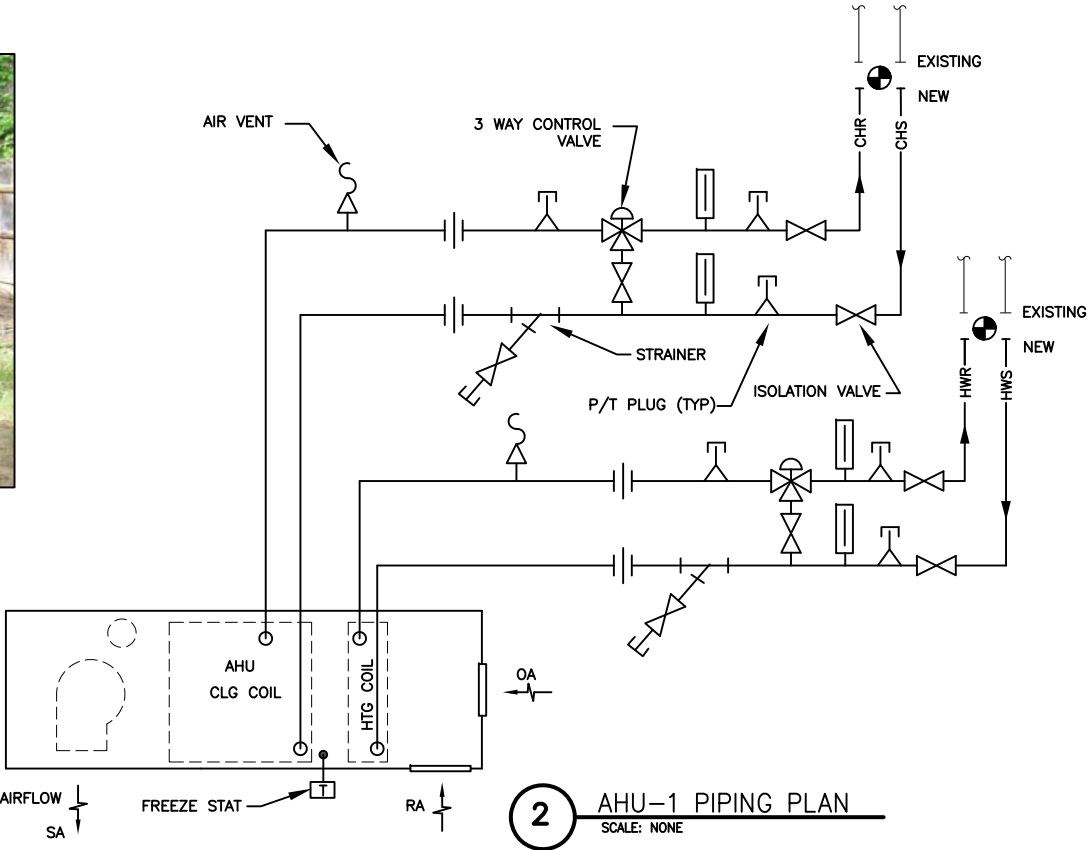 EXISTING
NEW
AIR VENT
3 WAY CONTROL
VALVE
CHR
CHS
EXISTING
NEW
STRAINER
ISOLATION VALVE
P/T PLUG (TYP)
HWR
HWS
AHU
CLG COIL
HTG COIL
OA
AIRFLOW
SA
FREEZE STAT
T
RA
2
AHU-1 PIPING PLAN
SCALE: NONE